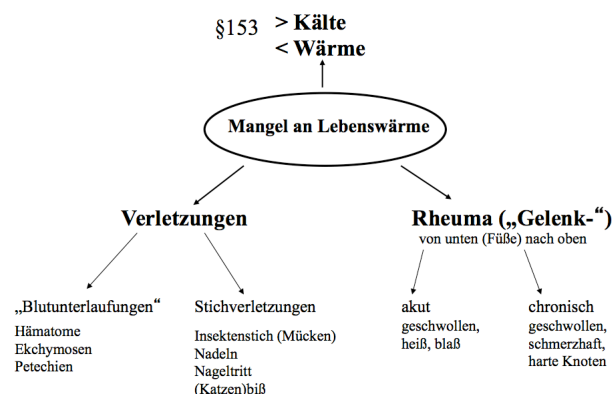 §153 > Kälte
< Wärme
Mangel an Lebenswärme
Verletzungen
Rheuma („Gelenk-“)
von unten (Füße) nach oben
„Blutunterlaufungen“
Hämatome
Ekchymosen
Petechien
Stichverletzungen
Insektenstich (Mücken)
Nadeln
Nageltritt
(Katzen)biß
akut
geschwollen,
heiß, blaß
chronisch
geschwollen,
schmerzhaft,
harte Knoten